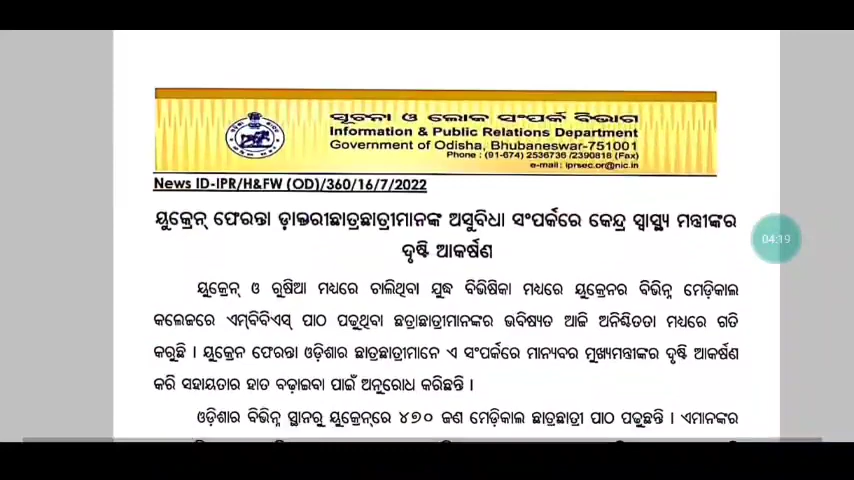 ସୂଚନା ଓ ଲୋକ ସଂପର୍କ ବିଭାଗ
Information & Public Relations Department
Government of Odisha, Bhubaneswar-751001
Phone : (91-674) 2536736 /2390818 (Fax)
e-mail: iprsec.or@nic.in
News ID-IPR/H&FW (OD)/360/16/7/2022
ୟୁକ୍ରେନ୍ ଫେରନ୍ତା ଡ଼ାକ୍ତରୀଛାତ୍ରଛାତ୍ରୀମାନଙ୍କ ଅସୁବିଧା ସଂପର୍କରେ କେନ୍ଦ୍ର ସ୍ୱାସ୍ଥ୍ୟ ମନ୍ତ୍ରୀଙ୍କର
ଦୃଷ୍ଟି ଆକର୍ଷଣ
04:19
ୟୁକ୍ରେନ୍ ଓ ରୁଷିଆ ମଧ୍ୟରେ ଚାଲିଥିବା ଯୁଦ୍ଧ ବିଭିଷିକା ମଧ୍ୟରେ ୟୁକ୍ରେନର ବିଭିନ୍ନ ମେଡ଼ିକାଲ
କଲେଜରେ ଏମ୍‌ବିବିଏସ୍ ପାଠ ପଢୁଥିବା ଛତ୍ରାଛାତ୍ରୀମାନଙ୍କର ଭବିଷ୍ୟତ ଆଜି ଅନିଶ୍ଚିତତା ମଧ୍ୟରେ ଗତି
କରୁଛି । ୟୁକ୍ରେନ ଫେରନ୍ତା ଓଡ଼ିଶାର ଛାତ୍ରଛାତ୍ରୀମାନେ ଏ ସଂପର୍କରେ ମାନ୍ୟବର ମୁଖ୍ୟମନ୍ତ୍ରୀଙ୍କର ଦୃଷ୍ଟି ଆକର୍ଷଣ
କରି ସହାୟତାର ହାତ ବଢ଼ାଇବା ପାଇଁ ଅନୁରୋଧ କରିଛନ୍ତି ।
ଓଡ଼ିଶାର ବିଭିନ୍ନ ସ୍ଥାନରୁ ୟୁକ୍ରେନ୍‌ରେ ୪୭୦ ଜଣ ମେଡ଼ିକାଲ ଛାତ୍ରଛାତ୍ରୀ ପାଠ ପଢୁଛନ୍ତି । ଏମାନଙ୍କର